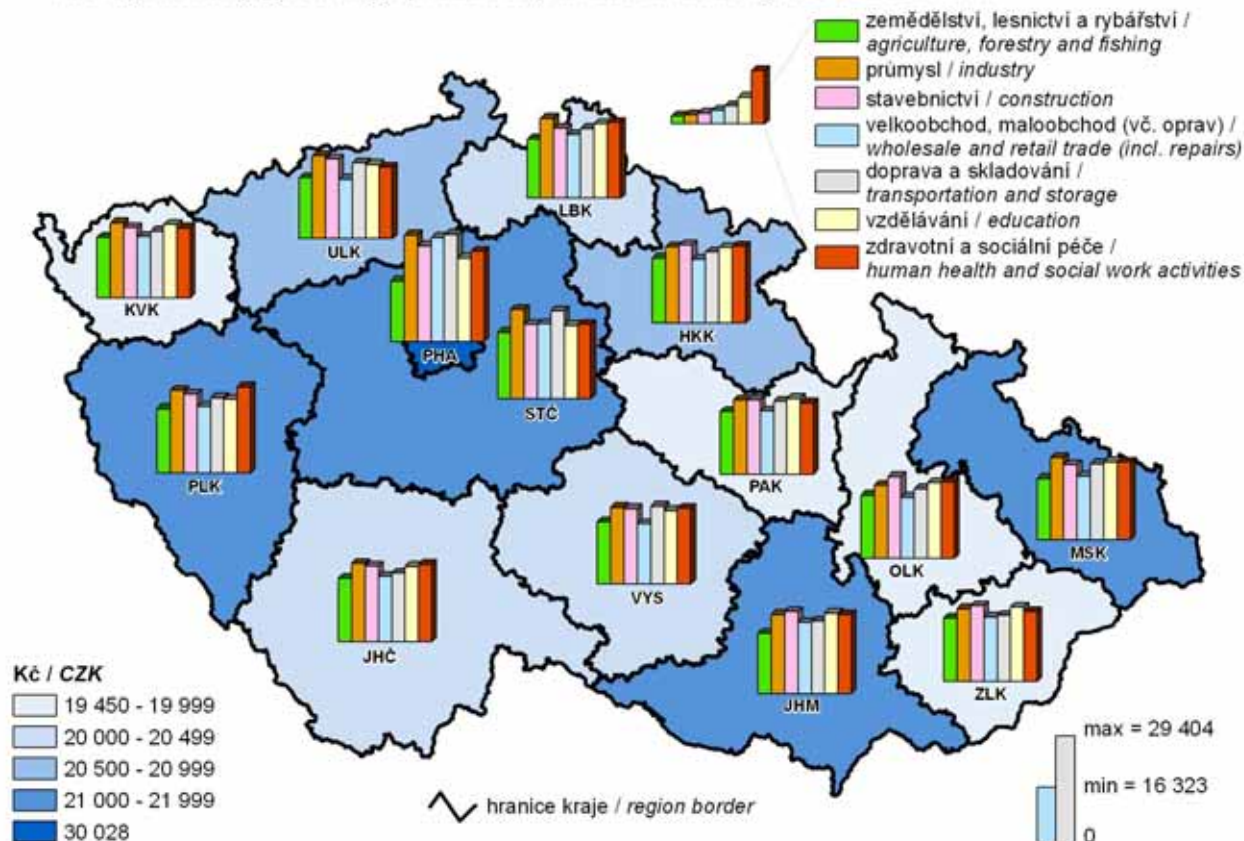 zemědělství, lesnictví a rybářství /
agriculture, forestry and fishing
průmysl / industry
stavebnictví / construction
velkoobchod, maloobchod (vč. oprav) /
wholesale and retail trade (incl. repairs)
doprava a skladování /
transportation and storage
vzdělávání / education
zdravotní a sociální péče /
human health and social work activities
LBK
ULK
KVK
HKK
PHA
STČ
PLK
PAK
OLK
MSK
VYS
JHČ
JHM
ZLK
Kč / CZK
19 450 - 19 999
20 000 - 20 499
20 500 - 20 999
21 000 - 21 999
30 028
hranice kraje / region border
max = 29 404
min = 16 323
0